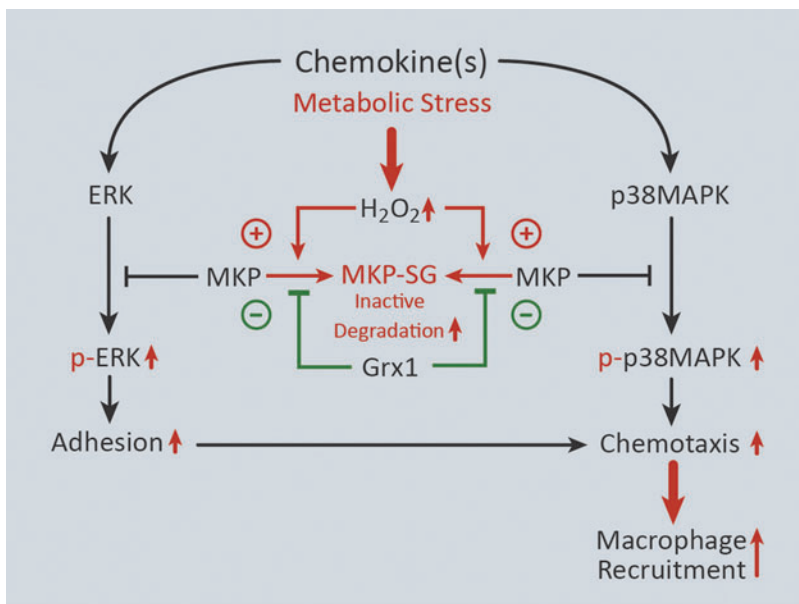 Chemokine(s)
Metabolic Stress
ERK
H₂O₂
p38MAPK
+
+
MKP
MKP-SG
MKP
Inactive
Degradation
−
−
Grx1
p-ERK
p-p38MAPK
Adhesion
Chemotaxis
Macrophage
Recruitment